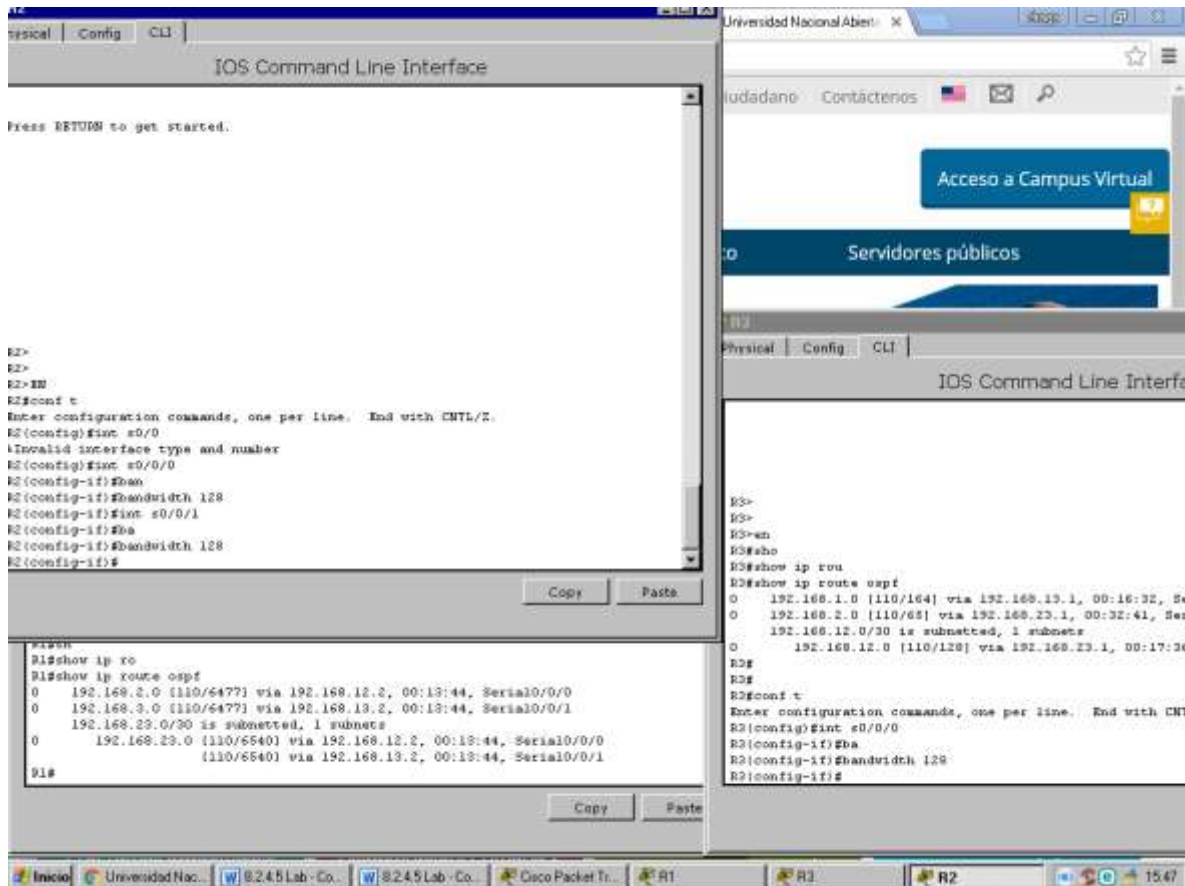 R2
Physical Config CLI
IOS Command Line Interface
Press RETURN to get started.
R2>
R2>
R2>EN
R2#conf t
Enter configuration commands, one per line. End with CNTL/Z.
R2(config)#int s0/0
%Invalid interface type and number
R2(config)#int s0/0/0
R2(config-if)#ban
R2(config-if)#bandwidth 128
R2(config-if)#int s0/0/1
R2(config-if)#ba
R2(config-if)#bandwidth 128
R2(config-if)#
Copy Paste
R1#sh
R1#show ip ro
R1#show ip route ospf
O 192.168.2.0 [110/6477] via 192.168.12.2, 00:13:44, Serial0/0/0
O 192.168.3.0 [110/6477] via 192.168.13.2, 00:13:44, Serial0/0/1
192.168.23.0/30 is subnetted, 1 subnets
O 192.168.23.0 [110/6540] via 192.168.12.2, 00:13:44, Serial0/0/0
[110/6540] via 192.168.13.2, 00:13:44, Serial0/0/1
R1#
Copy Paste
Universidad Nacional Abiert
iudadano Contáctenos
Acceso a Campus Virtual
co Servidores públicos
R3
Physical Config CLI
IOS Command Line Interfa
R3>
R3>
R3>en
R3#sho
R3#show ip rou
R3#show ip route ospf
O 192.168.1.0 [110/164] via 192.168.13.1, 00:16:32, Se
O 192.168.2.0 [110/65] via 192.168.23.1, 00:32:41, Ser
192.168.12.0/30 is subnetted, 1 subnets
O 192.168.12.0 [110/128] via 192.168.23.1, 00:17:36
R3#
R3#
R3#conf t
Enter configuration commands, one per line. End with CNT
R3(config)#int s0/0/0
R3(config-if)#ba
R3(config-if)#bandwidth 128
R3(config-if)#
Inicio Universidad Nac... 8.2.4.5 Lab - Co... 8.2.4.5 Lab - Co... Cisco Packet Tr... R1 R3 R2 15:47